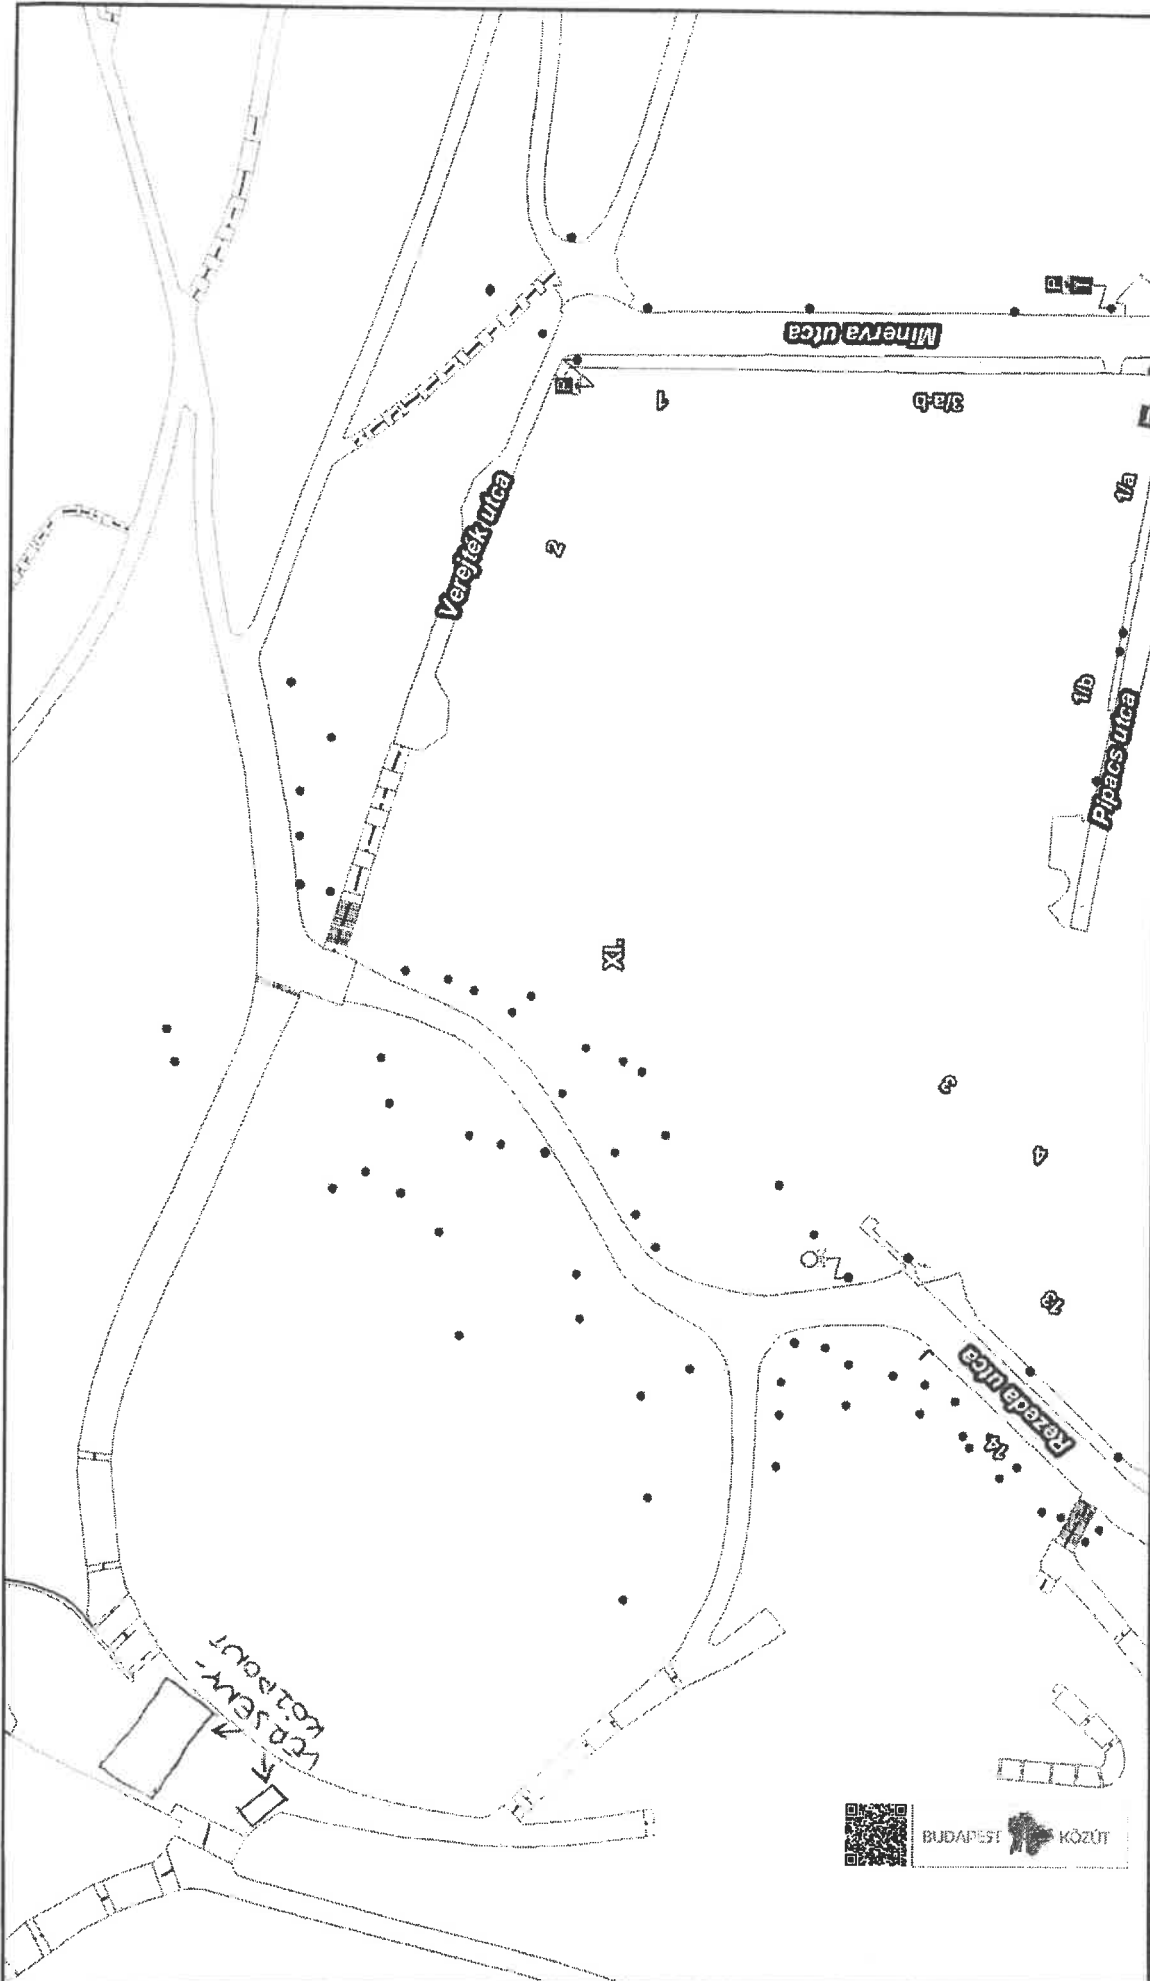 P T
Minerva utca
P
1
3/a-b
Verejték utca
2
1/a
1/b
Pipacs utca
XI.
3
4
13
Rezeda utca
14
VERSENY-
KÖZPONT
BUDAPEST KÖZÚT